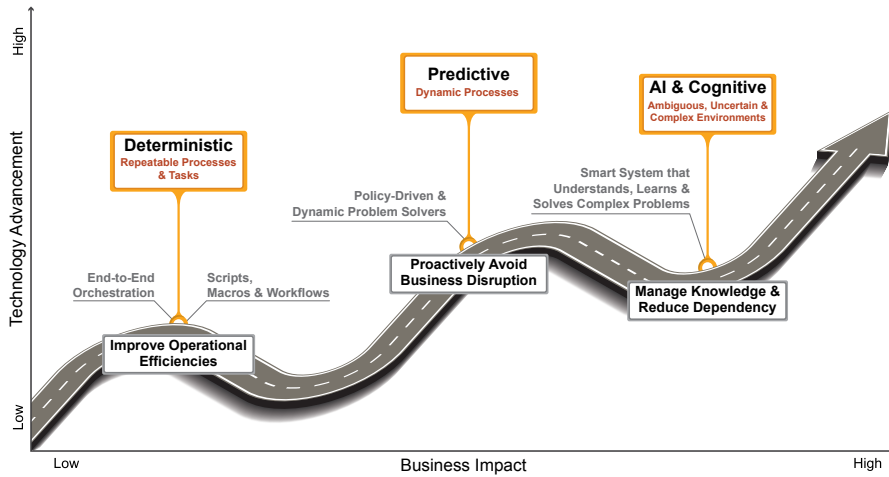 High
Technology Advancement
Low
Deterministic
Repeatable Processes
& Tasks
End-to-End
Orchestration
Scripts,
Macros & Workflows
Improve Operational
Efficiencies
Predictive
Dynamic Processes
Policy-Driven &
Dynamic Problem Solvers
Proactively Avoid
Business Disruption
AI & Cognitive
Ambiguous, Uncertain &
Complex Environments
Smart System that
Understands, Learns &
Solves Complex Problems
Manage Knowledge &
Reduce Dependency
Low
Business Impact
High